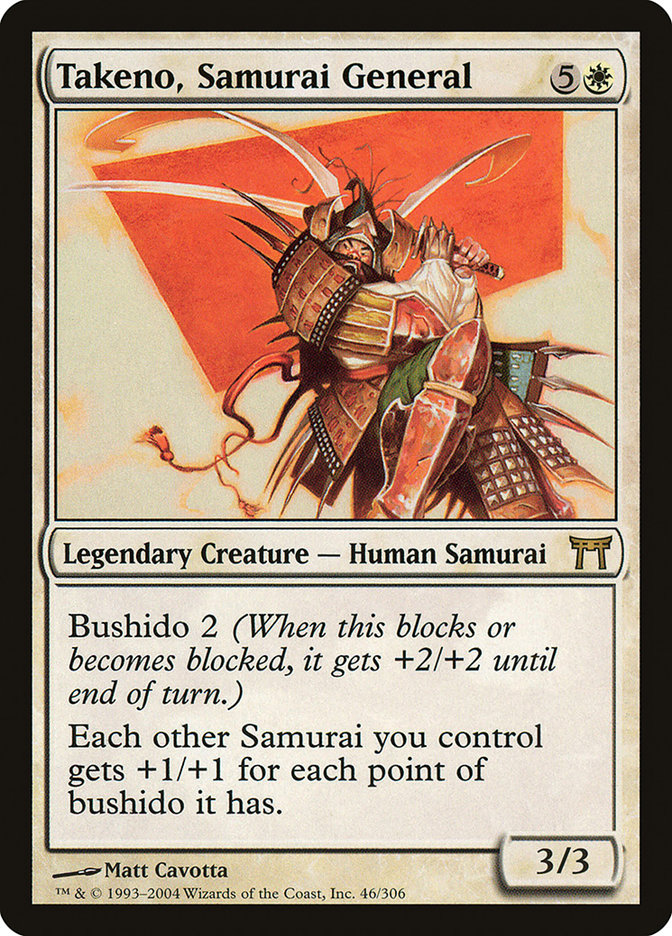 Takeno, Samurai General 5
Legendary Creature — Human Samurai
Bushido 2 (When this blocks or
becomes blocked, it gets +2/+2 until
end of turn.)
Each other Samurai you control
gets +1/+1 for each point of
bushido it has.
3/3
Matt Cavotta
™ & © 1993–2004 Wizards of the Coast, Inc. 46/306